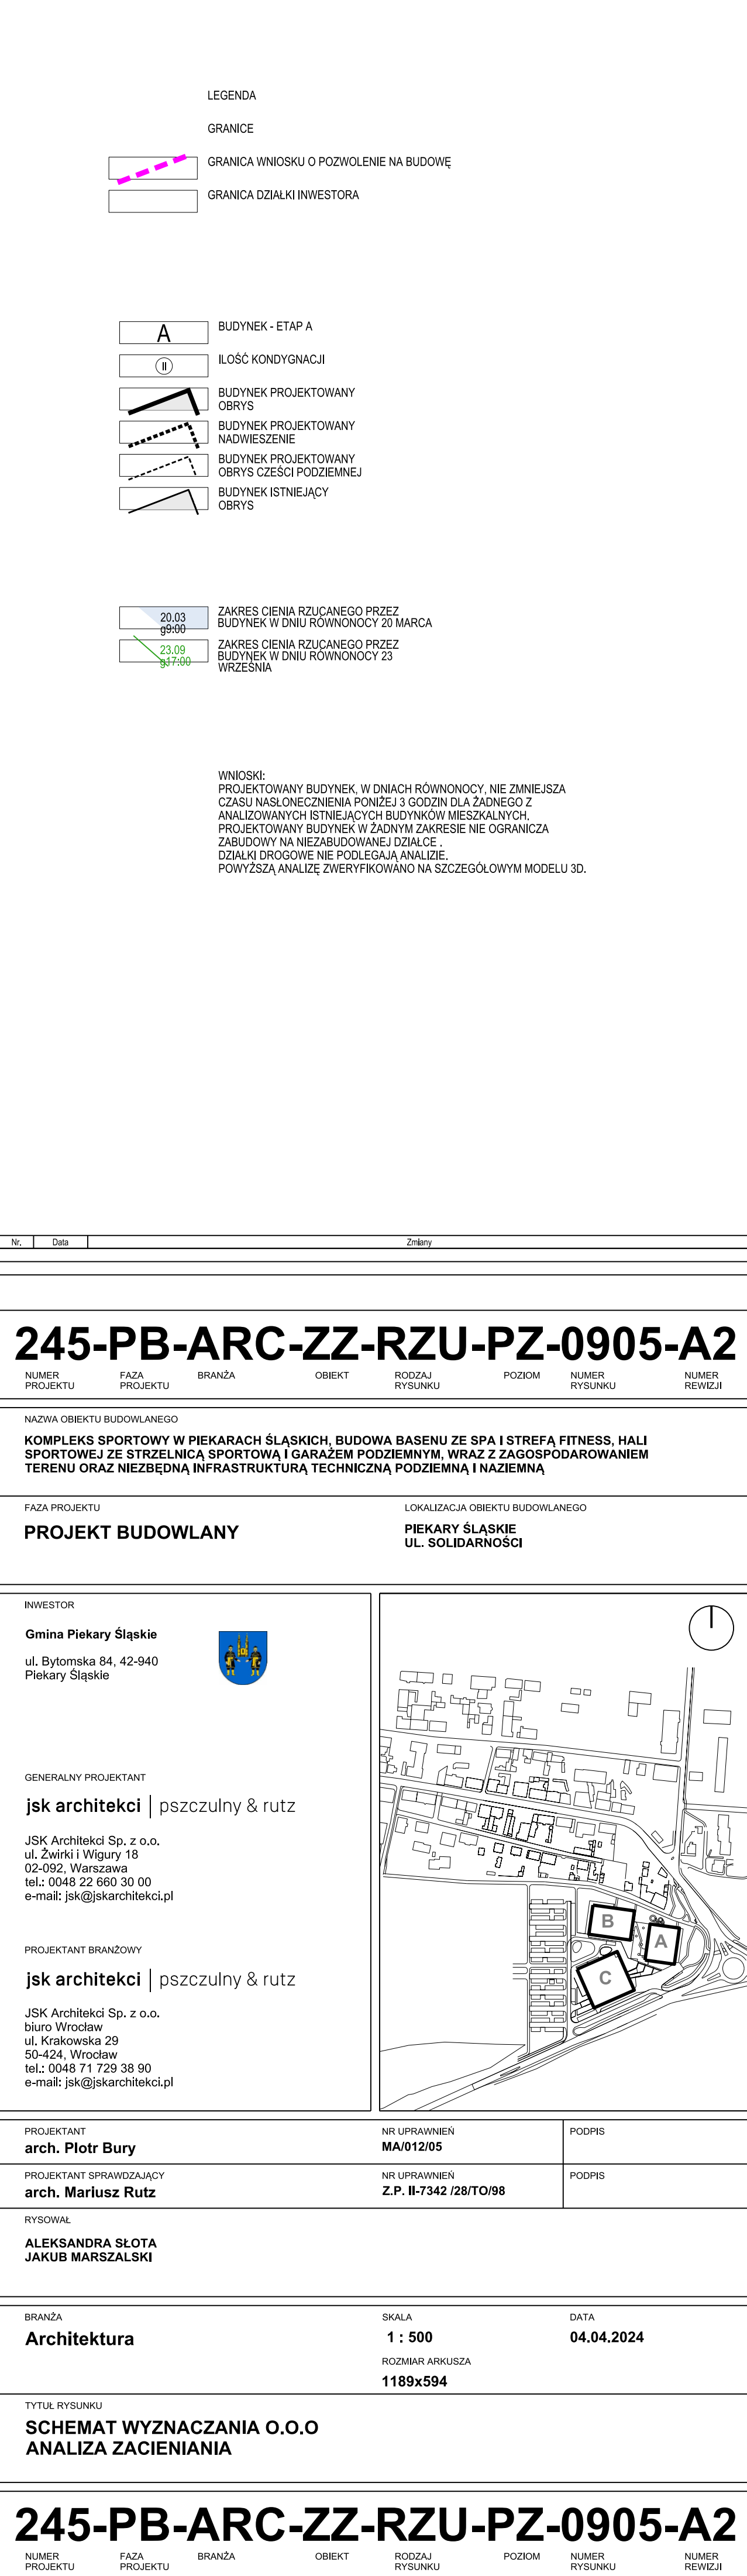 LEGENDA
GRANICE
GRANICA WNIOSKU O POZWOLENIE NA BUDOWĘ
GRANICA DZIAŁKI INWESTORA
A BUDYNEK - ETAP A
II ILOŚĆ KONDYGNACJI
BUDYNEK PROJEKTOWANY
OBRYS
BUDYNEK PROJEKTOWANY
NADWIESZENIE
BUDYNEK PROJEKTOWANY
OBRYS CZEŚCI PODZIEMNEJ
BUDYNEK ISTNIEJĄCY
OBRYS
20.03
g9:00
ZAKRES CIENIA RZUCANEGO PRZEZ
BUDYNEK W DNIU RÓWNONOCY 20 MARCA
23.09
g17:00
ZAKRES CIENIA RZUCANEGO PRZEZ
BUDYNEK W DNIU RÓWNONOCY 23
WRZEŚNIA
WNIOSKI:
PROJEKTOWANY BUDYNEK, W DNIACH RÓWNONOCY, NIE ZMNIEJSZA
CZASU NASŁONECZNIENIA PONIŻEJ 3 GODZIN DLA ŻADNEGO Z
ANALIZOWANYCH ISTNIEJĄCYCH BUDYNKÓW MIESZKALNYCH.
PROJEKTOWANY BUDYNEK W ŻADNYM ZAKRESIE NIE OGRANICZA
ZABUDOWY NA NIEZABUDOWANEJ DZIAŁCE .
DZIAŁKI DROGOWE NIE PODLEGAJĄ ANALIZIE.
POWYŻSZĄ ANALIZĘ ZWERYFIKOWANO NA SZCZEGÓŁOWYM MODELU 3D.
Nr. Data Zmiany
245-PB-ARC-ZZ-RZU-PZ-0905-A2
NUMER FAZA BRANŻA OBIEKT RODZAJ POZIOM NUMER NUMER
PROJEKTU PROJEKTU RYSUNKU RYSUNKU REWIZJI
NAZWA OBIEKTU BUDOWLANEGO
KOMPLEKS SPORTOWY W PIEKARACH ŚLĄSKICH, BUDOWA BASENU ZE SPA I STREFĄ FITNESS, HALI
SPORTOWEJ ZE STRZELNICĄ SPORTOWĄ I GARAŻEM PODZIEMNYM, WRAZ Z ZAGOSPODAROWANIEM
TERENU ORAZ NIEZBĘDNĄ INFRASTRUKTURĄ TECHNICZNĄ PODZIEMNĄ I NAZIEMNĄ
FAZA PROJEKTU
PROJEKT BUDOWLANY
LOKALIZACJA OBIEKTU BUDOWLANEGO
PIEKARY ŚLĄSKIE
UL. SOLIDARNOŚCI
INWESTOR
Gmina Piekary Śląskie
ul. Bytomska 84, 42-940
Piekary Śląskie
GENERALNY PROJEKTANT
jsk architekci | pszczulny & rutz
JSK Architekci Sp. z o.o.
ul. Żwirki i Wigury 18
02-092, Warszawa
tel.: 0048 22 660 30 00
e-mail: jsk@jskarchitekci.pl
PROJEKTANT BRANŻOWY
jsk architekci | pszczulny & rutz
JSK Architekci Sp. z o.o.
biuro Wrocław
ul. Krakowska 29
50-424, Wrocław
tel.: 0048 71 729 38 90
e-mail: jsk@jskarchitekci.pl
B
A
C
PROJEKTANT NR UPRAWNIEŃ PODPIS
arch. Piotr Bury MA/012/05
PROJEKTANT SPRAWDZAJĄCY NR UPRAWNIEŃ PODPIS
arch. Mariusz Rutz Z.P. II-7342 /28/TO/98
RYSOWAŁ
ALEKSANDRA SŁOTA
JAKUB MARSZALSKI
BRANŻA SKALA DATA
Architektura 1 : 500 04.04.2024
ROZMIAR ARKUSZA
1189x594
TYTUŁ RYSUNKU
SCHEMAT WYZNACZANIA O.O.O
ANALIZA ZACIENIANIA
245-PB-ARC-ZZ-RZU-PZ-0905-A2
NUMER FAZA BRANŻA OBIEKT RODZAJ POZIOM NUMER NUMER
PROJEKTU PROJEKTU RYSUNKU RYSUNKU REWIZJI